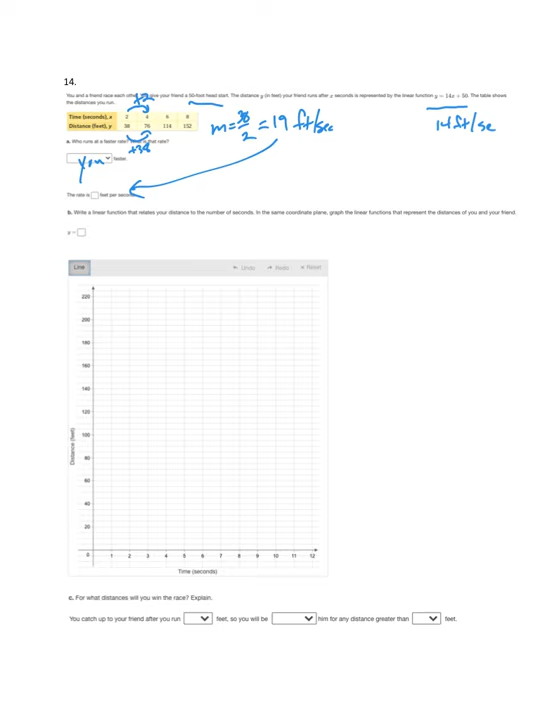 14.
You and a friend race each other. You give your friend a 50-foot head start. The distance y (in feet) your friend runs after x seconds is represented by the linear function y = 14x + 50. The table shows
the distances you run.
+2
Time (seconds), x 2 4 6 8
Distance (feet), y 38 76 114 152
+38
m = 38/2 = 19 ft/sec
14 ft/se
a. Who runs at a faster rate? What is that rate?
You faster.
The rate is feet per second.
b. Write a linear function that relates your distance to the number of seconds. In the same coordinate plane, graph the linear functions that represent the distances of you and your friend.
y =
Line Undo Redo × Reset
220
200
180
160
140
120
100
80
60
40
20
0 1 2 3 4 5 6 7 8 9 10 11 12
Distance (feet)
Time (seconds)
c. For what distances will you win the race? Explain.
You catch up to your friend after you run feet, so you will be him for any distance greater than feet.